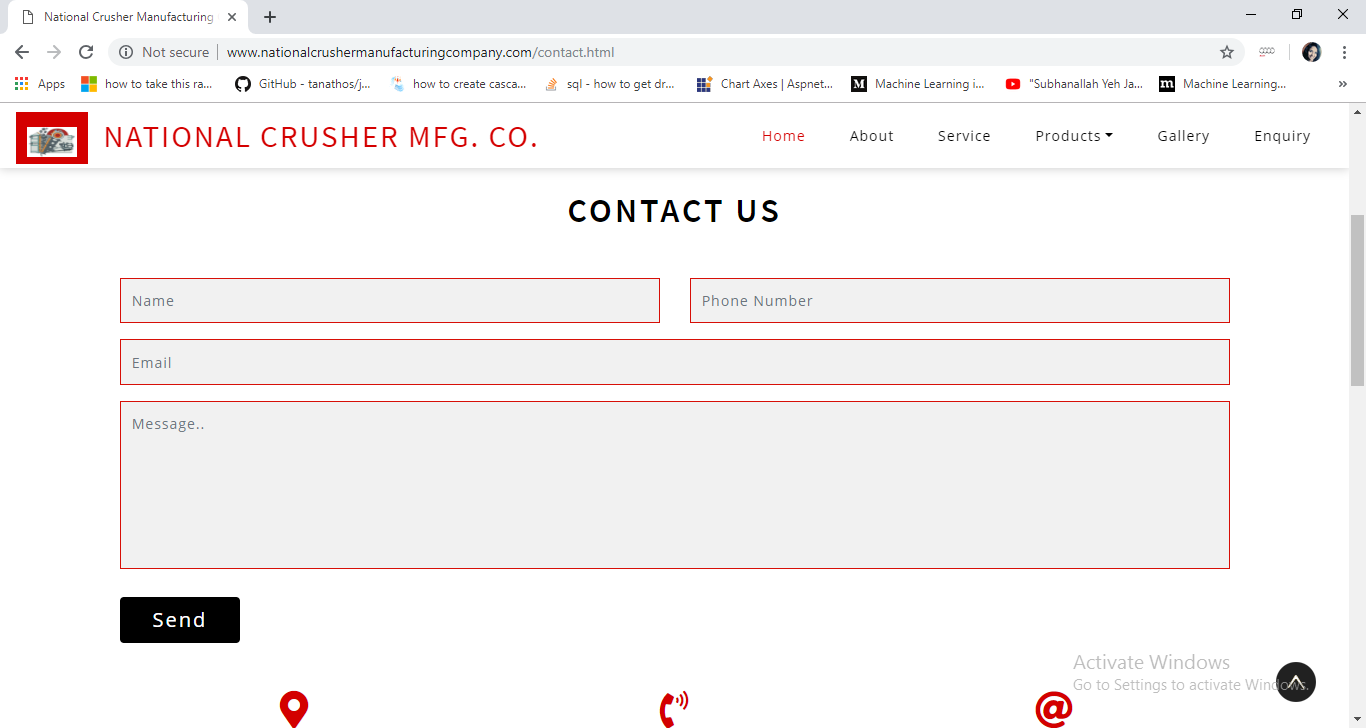 National Crusher Manufacturing
Not secure www.nationalcrushermanufacturingcompany.com/contact.html
Apps how to take this ra... GitHub - tanathos/j... how to create casca... sql - how to get dr... Chart Axes | Aspnet... M Machine Learning i... "Subhanallah Yeh Ja... m Machine Learning... »
NATIONAL CRUSHER MFG. CO. Home About Service Products Gallery Enquiry
CONTACT US
Name Phone Number
Email
Message..
Send
Activate Windows
Go to Settings to activate Windows.
@